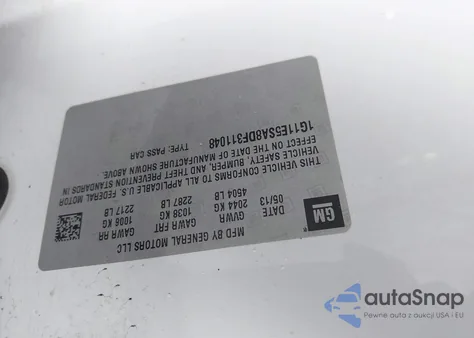 GM
MFD BY GENERAL MOTORS LLC
DATE GVWR GAWR FRT GAWR RR
05/13 2044 KG 1038 KG 1006 KG
4504 LB 2287 LB 2217 LB
THIS VEHICLE CONFORMS TO ALL APPLICABLE U.S. FEDERAL MOTOR
VEHICLE SAFETY, BUMPER, AND THEFT PREVENTION STANDARDS IN
EFFECT ON THE DATE OF MANUFACTURE SHOWN ABOVE.
1G11E5SA8DF311048 TYPE: PASS CAR
autoSnap
Pewne auta z aukcji USA i EU